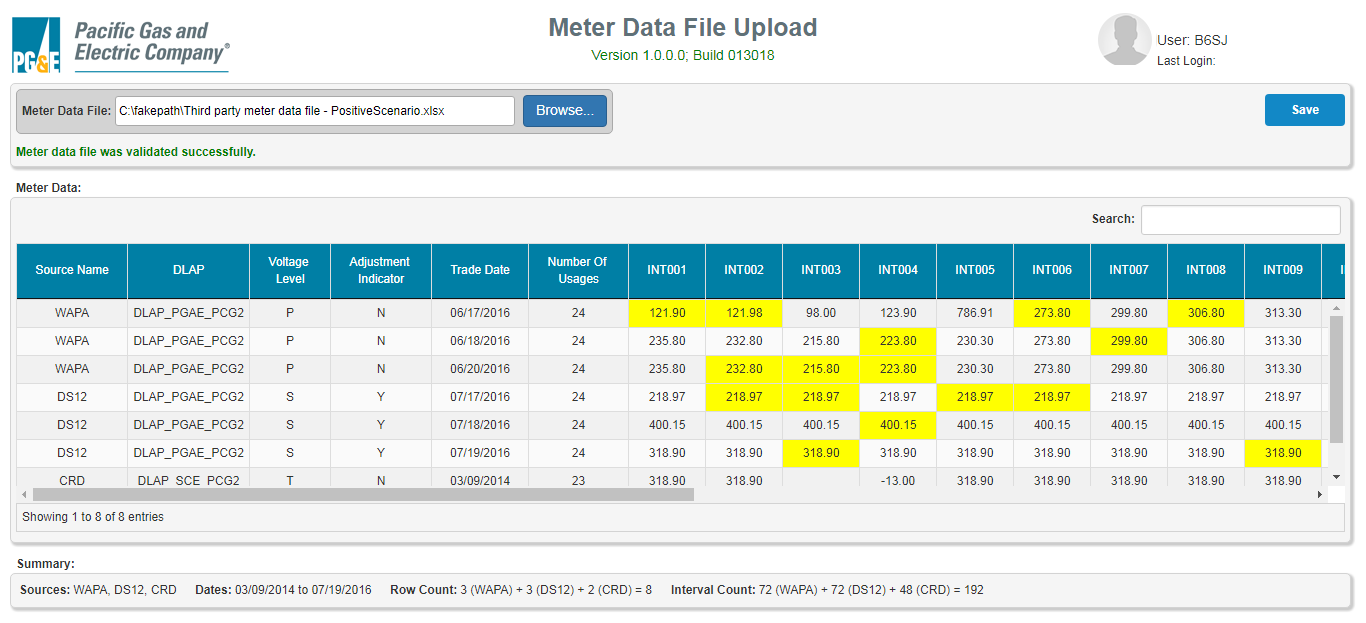 PG&E
Pacific Gas and
Electric Company®
Meter Data File Upload
Version 1.0.0.0; Build 013018
User: B6SJ
Last Login:
Meter Data File: C:\fakepath\Third party meter data file - PositiveScenario.xlsx Browse...
Save
Meter data file was validated successfully.
Meter Data:
Search:
Source Name DLAP Voltage Level Adjustment Indicator Trade Date Number Of Usages INT001 INT002 INT003 INT004 INT005 INT006 INT007 INT008 INT009
WAPA DLAP_PGAE_PCG2 P N 06/17/2016 24 121.90 121.98 98.00 123.90 786.91 273.80 299.80 306.80 313.30
WAPA DLAP_PGAE_PCG2 P N 06/18/2016 24 235.80 232.80 215.80 223.80 230.30 273.80 299.80 306.80 313.30
WAPA DLAP_PGAE_PCG2 P N 06/20/2016 24 235.80 232.80 215.80 223.80 230.30 273.80 299.80 306.80 313.30
DS12 DLAP_PGAE_PCG2 S Y 07/17/2016 24 218.97 218.97 218.97 218.97 218.97 218.97 218.97 218.97 218.97
DS12 DLAP_PGAE_PCG2 S Y 07/18/2016 24 400.15 400.15 400.15 400.15 400.15 400.15 400.15 400.15 400.15
DS12 DLAP_PGAE_PCG2 S Y 07/19/2016 24 318.90 318.90 318.90 318.90 318.90 318.90 318.90 318.90 318.90
CRD DLAP_SCE_PCG2 T N 03/09/2014 23 318.90 318.90 -13.00 318.90 318.90 318.90 318.90 318.90
Showing 1 to 8 of 8 entries
Summary:
Sources: WAPA, DS12, CRD Dates: 03/09/2014 to 07/19/2016 Row Count: 3 (WAPA) + 3 (DS12) + 2 (CRD) = 8 Interval Count: 72 (WAPA) + 72 (DS12) + 48 (CRD) = 192